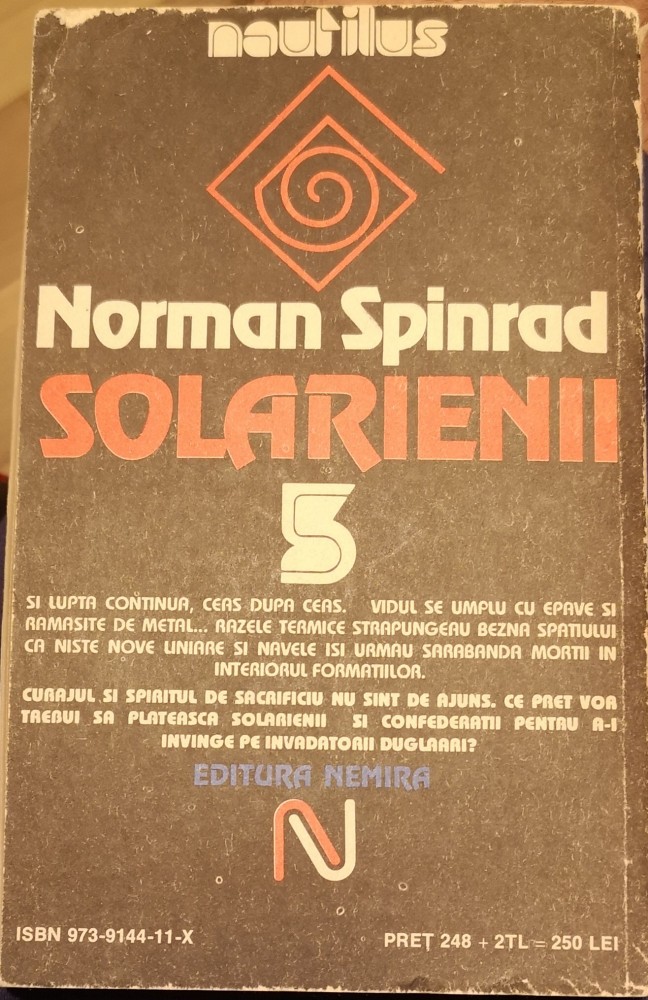 nautilus
Norman Spinrad
SOLARIENII
5
SI LUPTA CONTINUA, CEAS DUPA CEAS. VIDUL SE UMPLU CU EPAVE SI
RAMASITE DE METAL... RAZELE TERMICE STRAPUNGEAU BEZNA SPATIULUI
CA NISTE NOVE LINIARE SI NAVELE ISI URMAU SARABANDA MORTII IN
INTERIORUL FORMATIILOR.
CURAJUL SI SPIRITUL DE SACRIFICIU NU SINT DE AJUNS. CE PRET VOR
TREBUI SA PLATEASCA SOLARIENII SI CONFEDERATII PENTRU A-I
INVINGE PE INVADATORII DUGLAARI?
EDITURA NEMIRA
N
ISBN 973-9144-11-X
PREȚ 248 + 2TL = 250 LEI